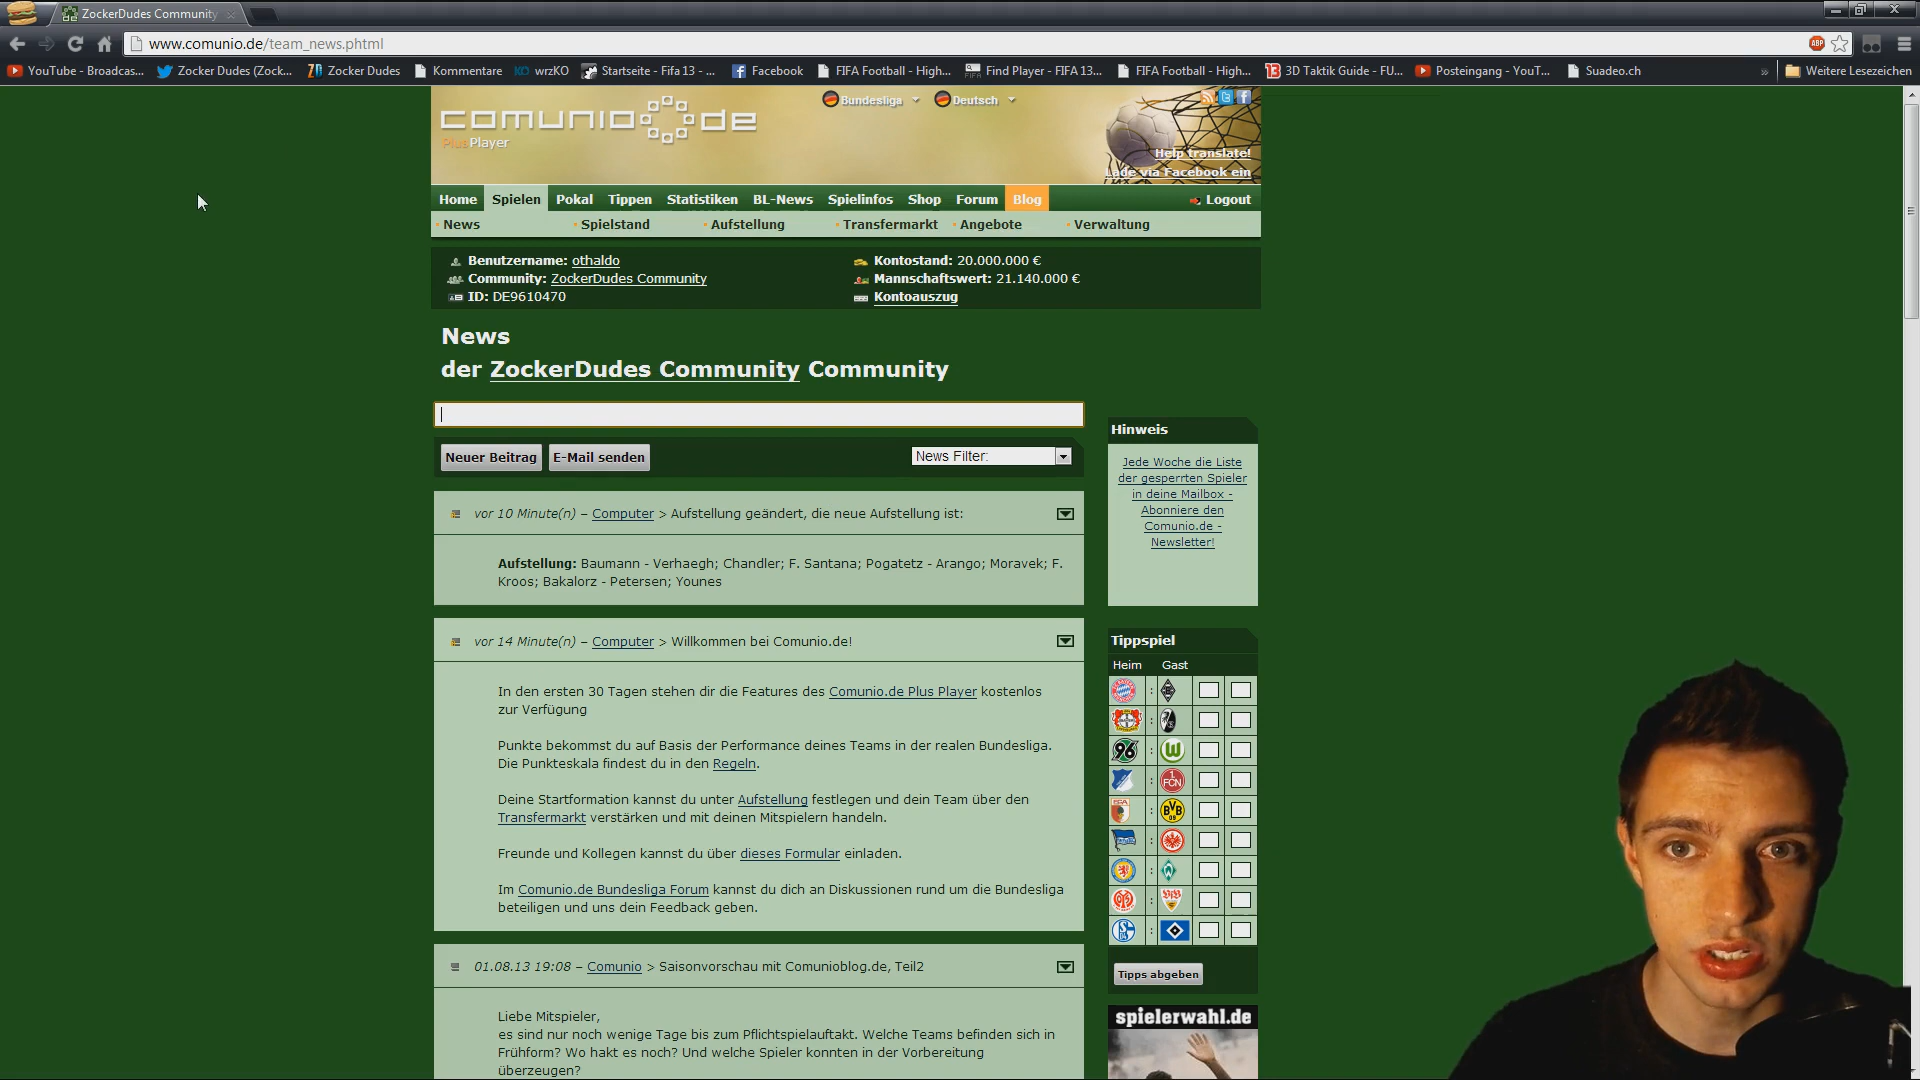 ZockerDudes Community
www.comunio.de/team_news.phtml
ABP
YouTube - Broadcas...
Zocker Dudes (Zock...
Zocker Dudes
Kommentare
wrzKO
Startseite - Fifa 13 - ...
Facebook
FIFA Football - High...
Find Player - FIFA 13...
FIFA Football - High...
3D Taktik Guide - FU...
Posteingang - YouT...
Suadeo.ch
»
Weitere Lesezeichen
comunio de
PlusPlayer
Bundesliga
Deutsch
Help translate!
Lade via Facebook ein
Home Spielen Pokal Tippen Statistiken BL-News Spielinfos Shop Forum Blog Logout
News Spielstand Aufstellung Transfermarkt Angebote Verwaltung
Benutzername: othaldo
Community: ZockerDudes Community
ID: DE9610470
Kontostand: 20.000.000 €
Mannschaftswert: 21.140.000 €
Kontoauszug
News
der ZockerDudes Community Community
Neuer Beitrag E-Mail senden News Filter:
vor 10 Minute(n) – Computer > Aufstellung geändert, die neue Aufstellung ist:
Aufstellung: Baumann - Verhaegh; Chandler; F. Santana; Pogatetz - Arango; Moravek; F.
Kroos; Bakalorz - Petersen; Younes
vor 14 Minute(n) – Computer > Willkommen bei Comunio.de!
In den ersten 30 Tagen stehen dir die Features des Comunio.de Plus Player kostenlos
zur Verfügung
Punkte bekommst du auf Basis der Performance deines Teams in der realen Bundesliga.
Die Punkteskala findest du in den Regeln.
Deine Startformation kannst du unter Aufstellung festlegen und dein Team über den
Transfermarkt verstärken und mit deinen Mitspielern handeln.
Freunde und Kollegen kannst du über dieses Formular einladen.
Im Comunio.de Bundesliga Forum kannst du dich an Diskussionen rund um die Bundesliga
beteiligen und uns dein Feedback geben.
01.08.13 19:08 – Comunio > Saisonvorschau mit Comunioblog.de, Teil2
Liebe Mitspieler,
es sind nur noch wenige Tage bis zum Pflichtspielauftakt. Welche Teams befinden sich in
Frühform? Wo hakt es noch? Und welche Spieler konnten in der Vorbereitung
überzeugen?
Hinweis
Jede Woche die Liste
der gesperrten Spieler
in deine Mailbox -
Abonniere den
Comunio.de -
Newsletter!
Tippspiel
Heim Gast
:
:
96 : W
: 1. FCN
: BVB 09
:
:
:
:
Tipps abgeben
spielerwahl.de